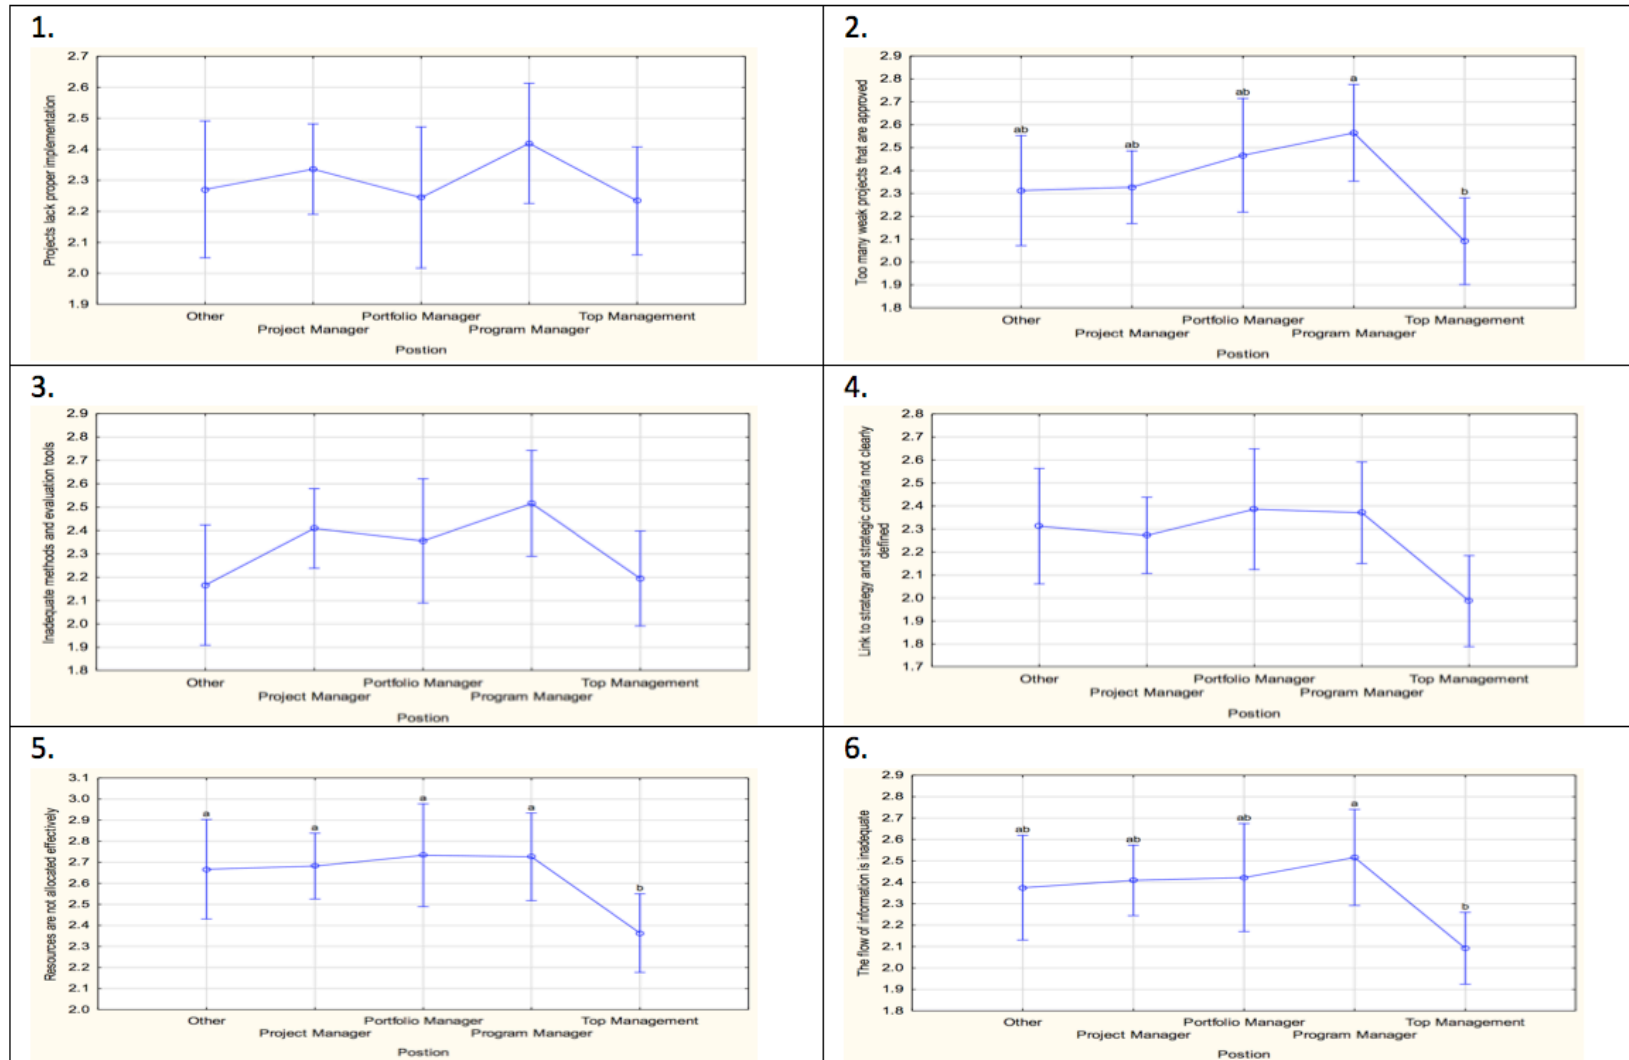 1.
Projects lack proper implementation
2.7
2.6
2.5
2.4
2.3
2.2
2.1
2.0
1.9
Other
Portfolio Manager
Top Management
Project Manager
Program Manager
Postion
2.
Too many weak projects that are approved
2.9
2.8
2.7
2.6
2.5
2.4
2.3
2.2
2.1
2.0
1.9
1.8
ab
ab
ab
a
b
Other
Portfolio Manager
Top Management
Project Manager
Program Manager
Postion
3.
Inadequate methods and evaluation tools
2.9
2.8
2.7
2.6
2.5
2.4
2.3
2.2
2.1
2.0
1.9
1.8
Other
Portfolio Manager
Top Management
Project Manager
Program Manager
Postion
4.
Link to strategy and strategic criteria not clearly
defined
2.8
2.7
2.6
2.5
2.4
2.3
2.2
2.1
2.0
1.9
1.8
1.7
Other
Portfolio Manager
Top Management
Project Manager
Program Manager
Postion
5.
Resources are not allocated effectively
3.1
3.0
2.9
2.8
2.7
2.6
2.5
2.4
2.3
2.2
2.1
2.0
a
a
a
a
b
Other
Portfolio Manager
Top Management
Project Manager
Program Manager
Postion
6.
The flow of information is inadequate
2.9
2.8
2.7
2.6
2.5
2.4
2.3
2.2
2.1
2.0
1.9
1.8
ab
ab
ab
a
b
Other
Portfolio Manager
Top Management
Project Manager
Program Manager
Postion